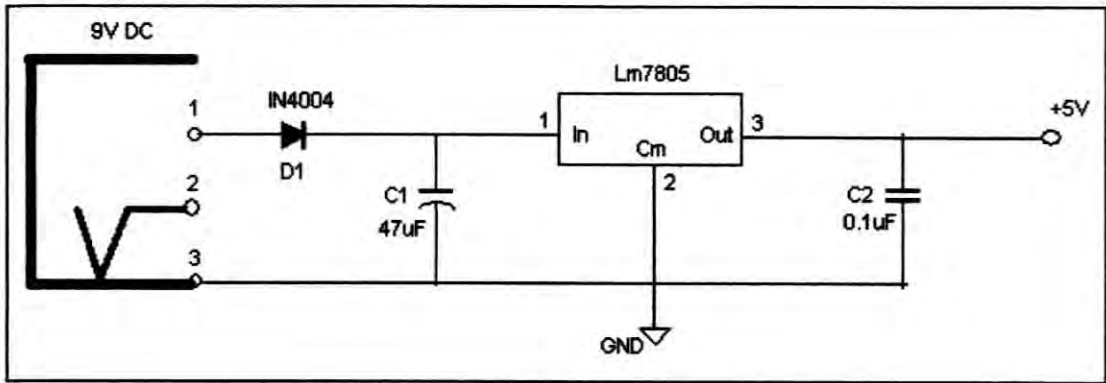 9V DC
1
2
3
IN4004
D1
C1
47uF
Lm7805
1
In
Cm
Out
3
2
GND
C2
0.1uF
+5V